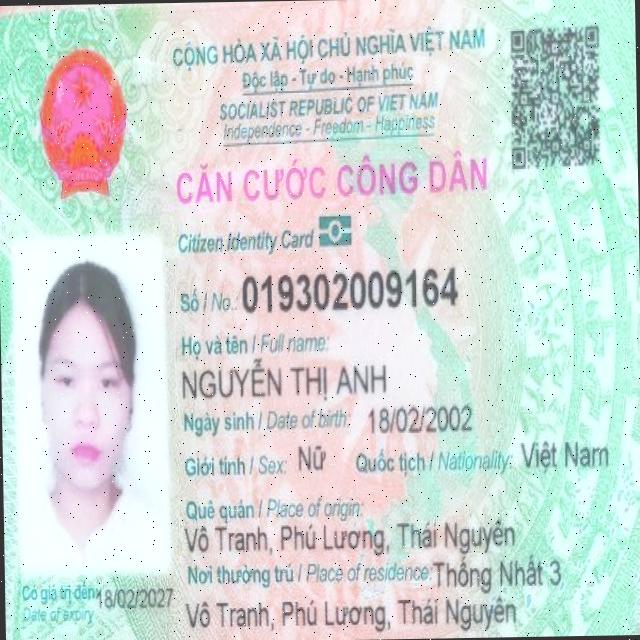 CỘNG HÒA XÃ HỘI CHỦ NGHĨA VIỆT NAM
Độc lập - Tự do - Hạnh phúc
SOCIALIST REPUBLIC OF VIET NAM
Independence - Freedom - Happiness
CĂN CƯỚC CÔNG DÂN
Citizen Identity Card
Số / No.: 019302009164
Họ và tên / Full name:
NGUYỄN THỊ ANH
Ngày sinh / Date of birth: 18/02/2002
Giới tính / Sex: Nữ Quốc tịch / Nationality: Việt Nam
Quê quán / Place of origin:
Vô Tranh, Phú Lương, Thái Nguyên
Nơi thường trú / Place of residence: Thống Nhất 3
Vô Tranh, Phú Lương, Thái Nguyên
Có giá trị đến: 18/02/2027
Date of expiry